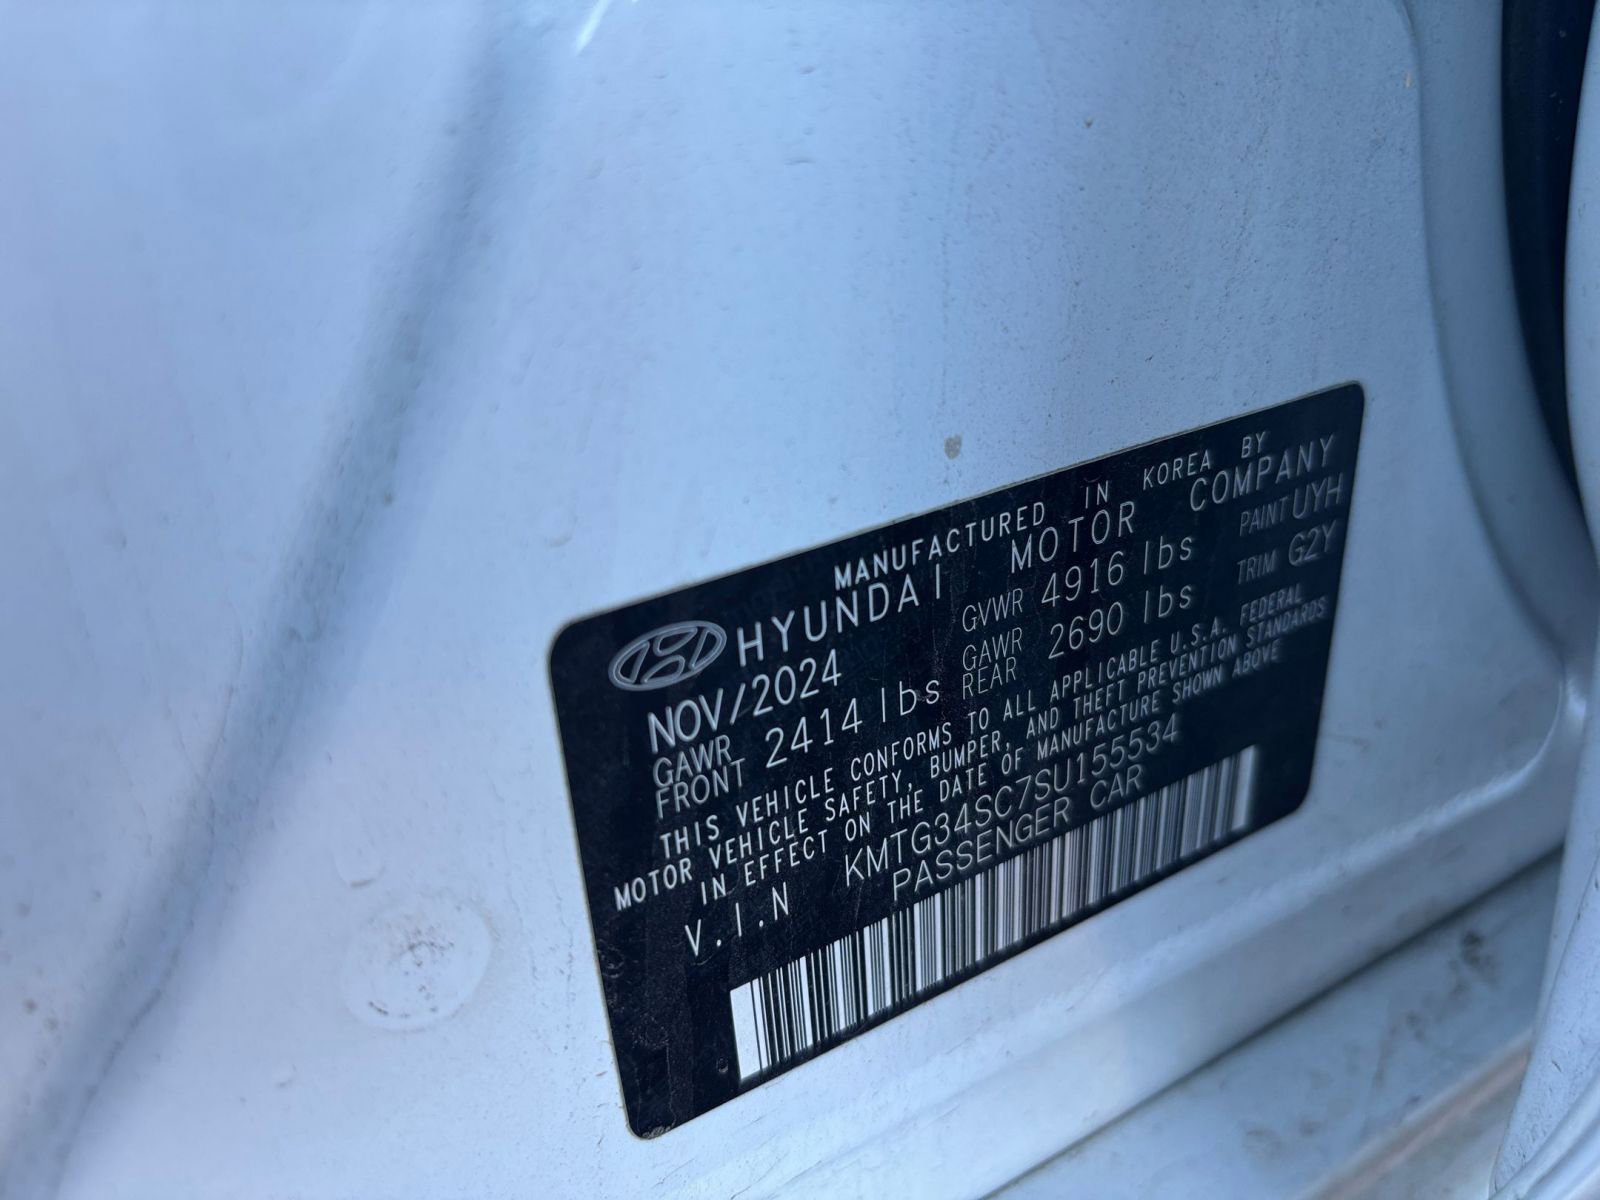 MANUFACTURED IN KOREA BY
HYUNDAI MOTOR COMPANY
NOV/2024 GVWR 4916 lbs PAINT UYH
GAWR FRONT 2414 lbs GAWR REAR 2690 lbs TRIM G2Y
THIS VEHICLE CONFORMS TO ALL APPLICABLE U.S.A. FEDERAL
MOTOR VEHICLE SAFETY, BUMPER, AND THEFT PREVENTION STANDARDS
IN EFFECT ON THE DATE OF MANUFACTURE SHOWN ABOVE
V.I.N KMTG34SC7SU155534
PASSENGER CAR